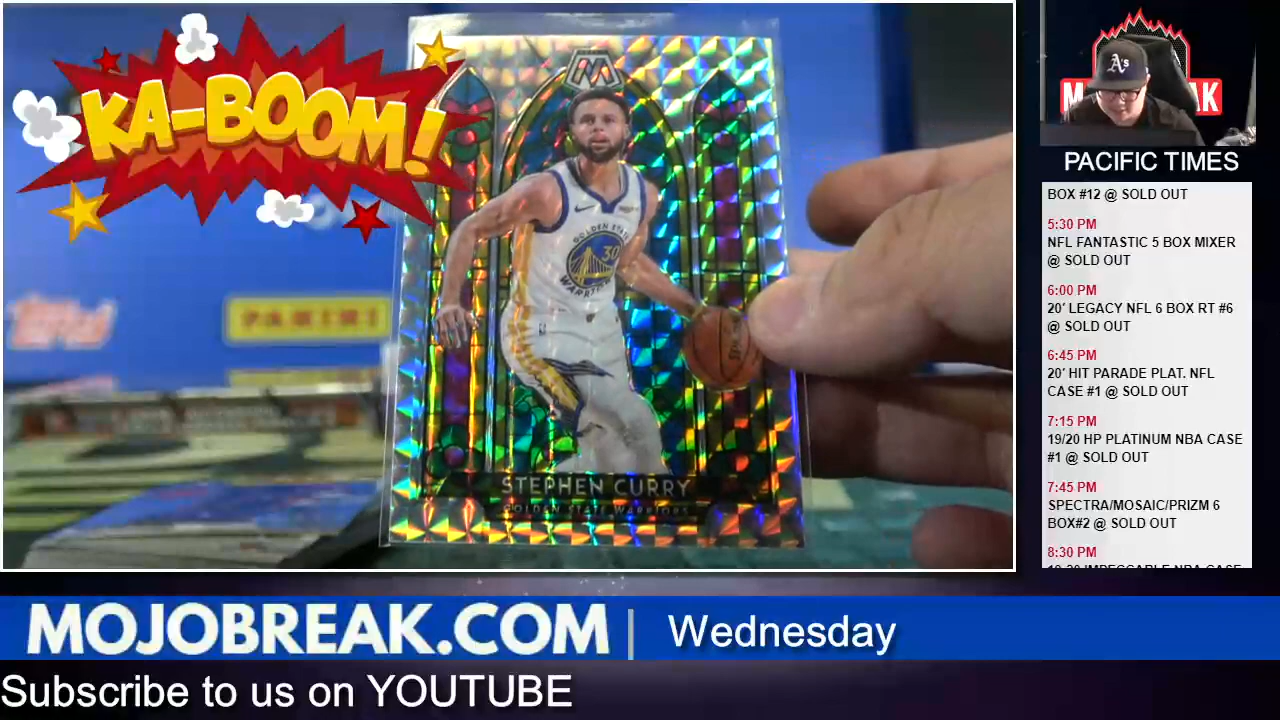 KA-BOOM!
M
GOLDEN STATE
30
WARRIORS
STEPHEN CURRY
GOLDEN STATE WARRIORS
Topps
PANINI
A's
PACIFIC TIMES
BOX #12 @ SOLD OUT
5:30 PM
NFL FANTASTIC 5 BOX MIXER
@ SOLD OUT
6:00 PM
20' LEGACY NFL 6 BOX RT #6
@ SOLD OUT
6:45 PM
20' HIT PARADE PLAT. NFL
CASE #1 @ SOLD OUT
7:15 PM
19/20 HP PLATINUM NBA CASE
#1 @ SOLD OUT
7:45 PM
SPECTRA/MOSAIC/PRIZM 6
BOX#2 @ SOLD OUT
8:30 PM
MOJOBREAK.COM | Wednesday
Subscribe to us on YOUTUBE